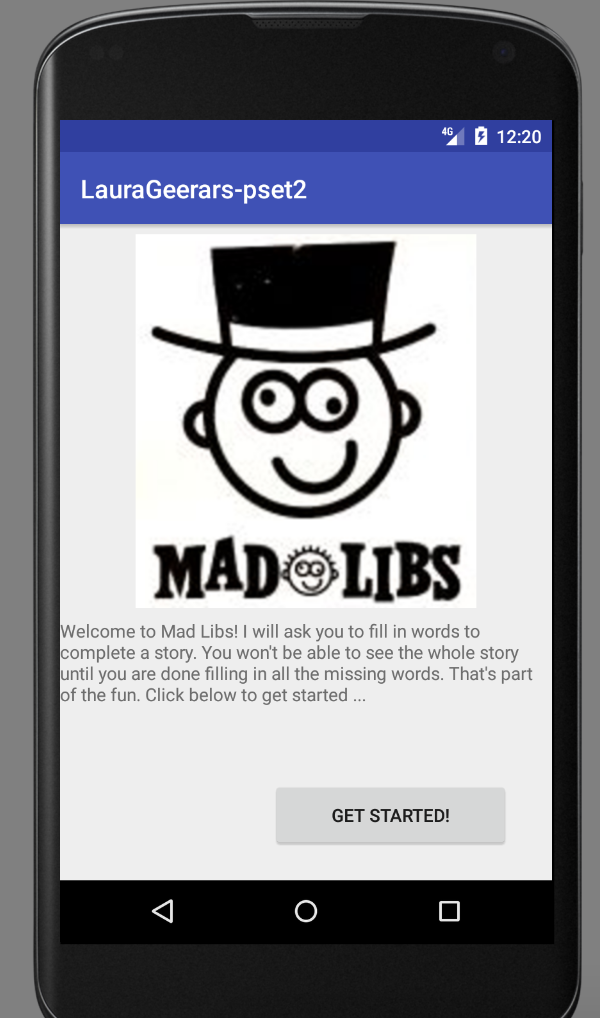 4G 12:20
LauraGeerars-pset2
MAD LIBS
Welcome to Mad Libs! I will ask you to fill in words to
complete a story. You won't be able to see the whole story
until you are done filling in all the missing words. That's part
of the fun. Click below to get started ...
GET STARTED!